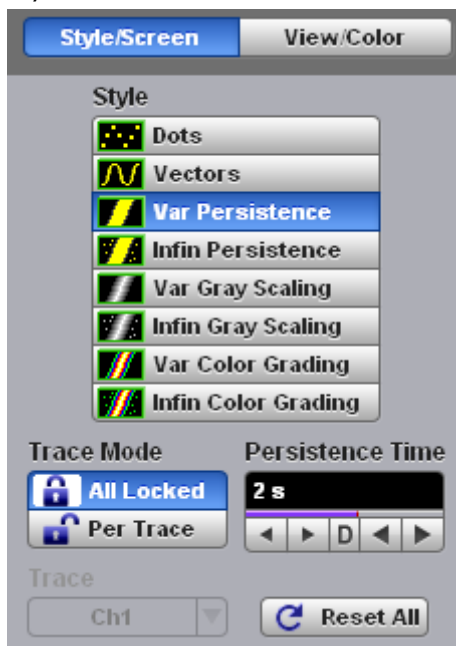 Style/Screen View/Color
Style
Dots
Vectors
Var Persistence
Infin Persistence
Var Gray Scaling
Infin Gray Scaling
Var Color Grading
Infin Color Grading
Trace Mode Persistence Time
All Locked 2 s
Per Trace D
Trace
Ch1 Reset All